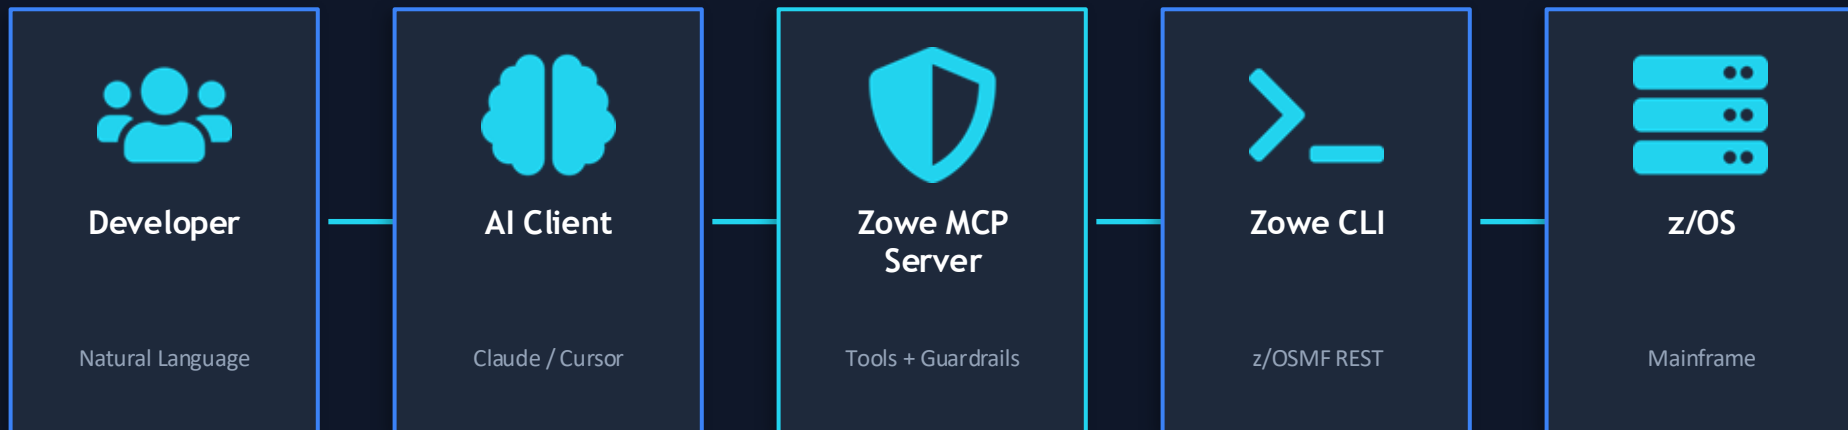 Developer
Natural Language
AI Client
Claude / Cursor
Zowe MCP
Server
Tools + Guardrails
Zowe CLI
z/OSMF REST
z/OS
Mainframe